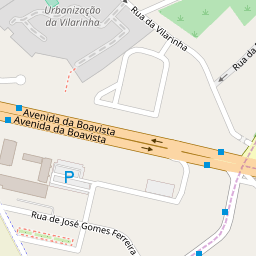 Urbanização
da Vilarinha
Rua da Vilarinha
Rua da
Avenida da Boavista
Avenida da Boavista
P
Rua de José Gomes Ferreira